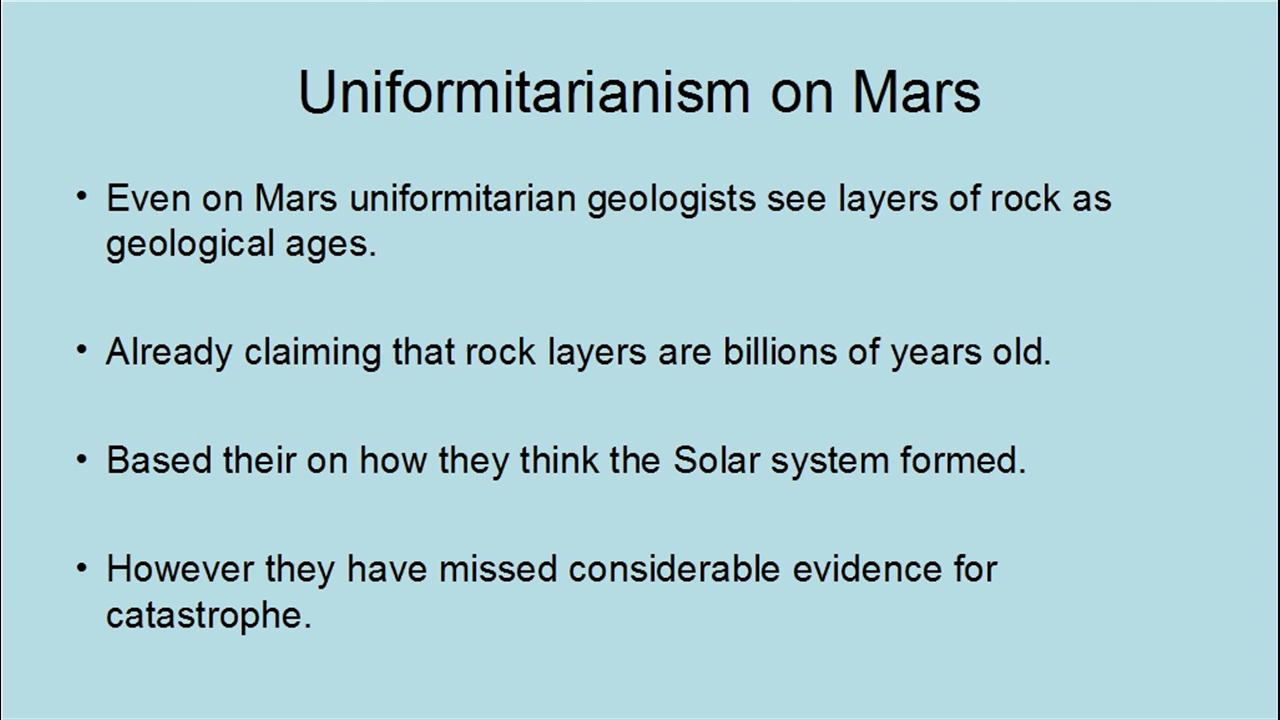 Uniformitarianism on Mars
• Even on Mars uniformitarian geologists see layers of rock as
geological ages.
• Already claiming that rock layers are billions of years old.
• Based their on how they think the Solar system formed.
• However they have missed considerable evidence for
catastrophe.